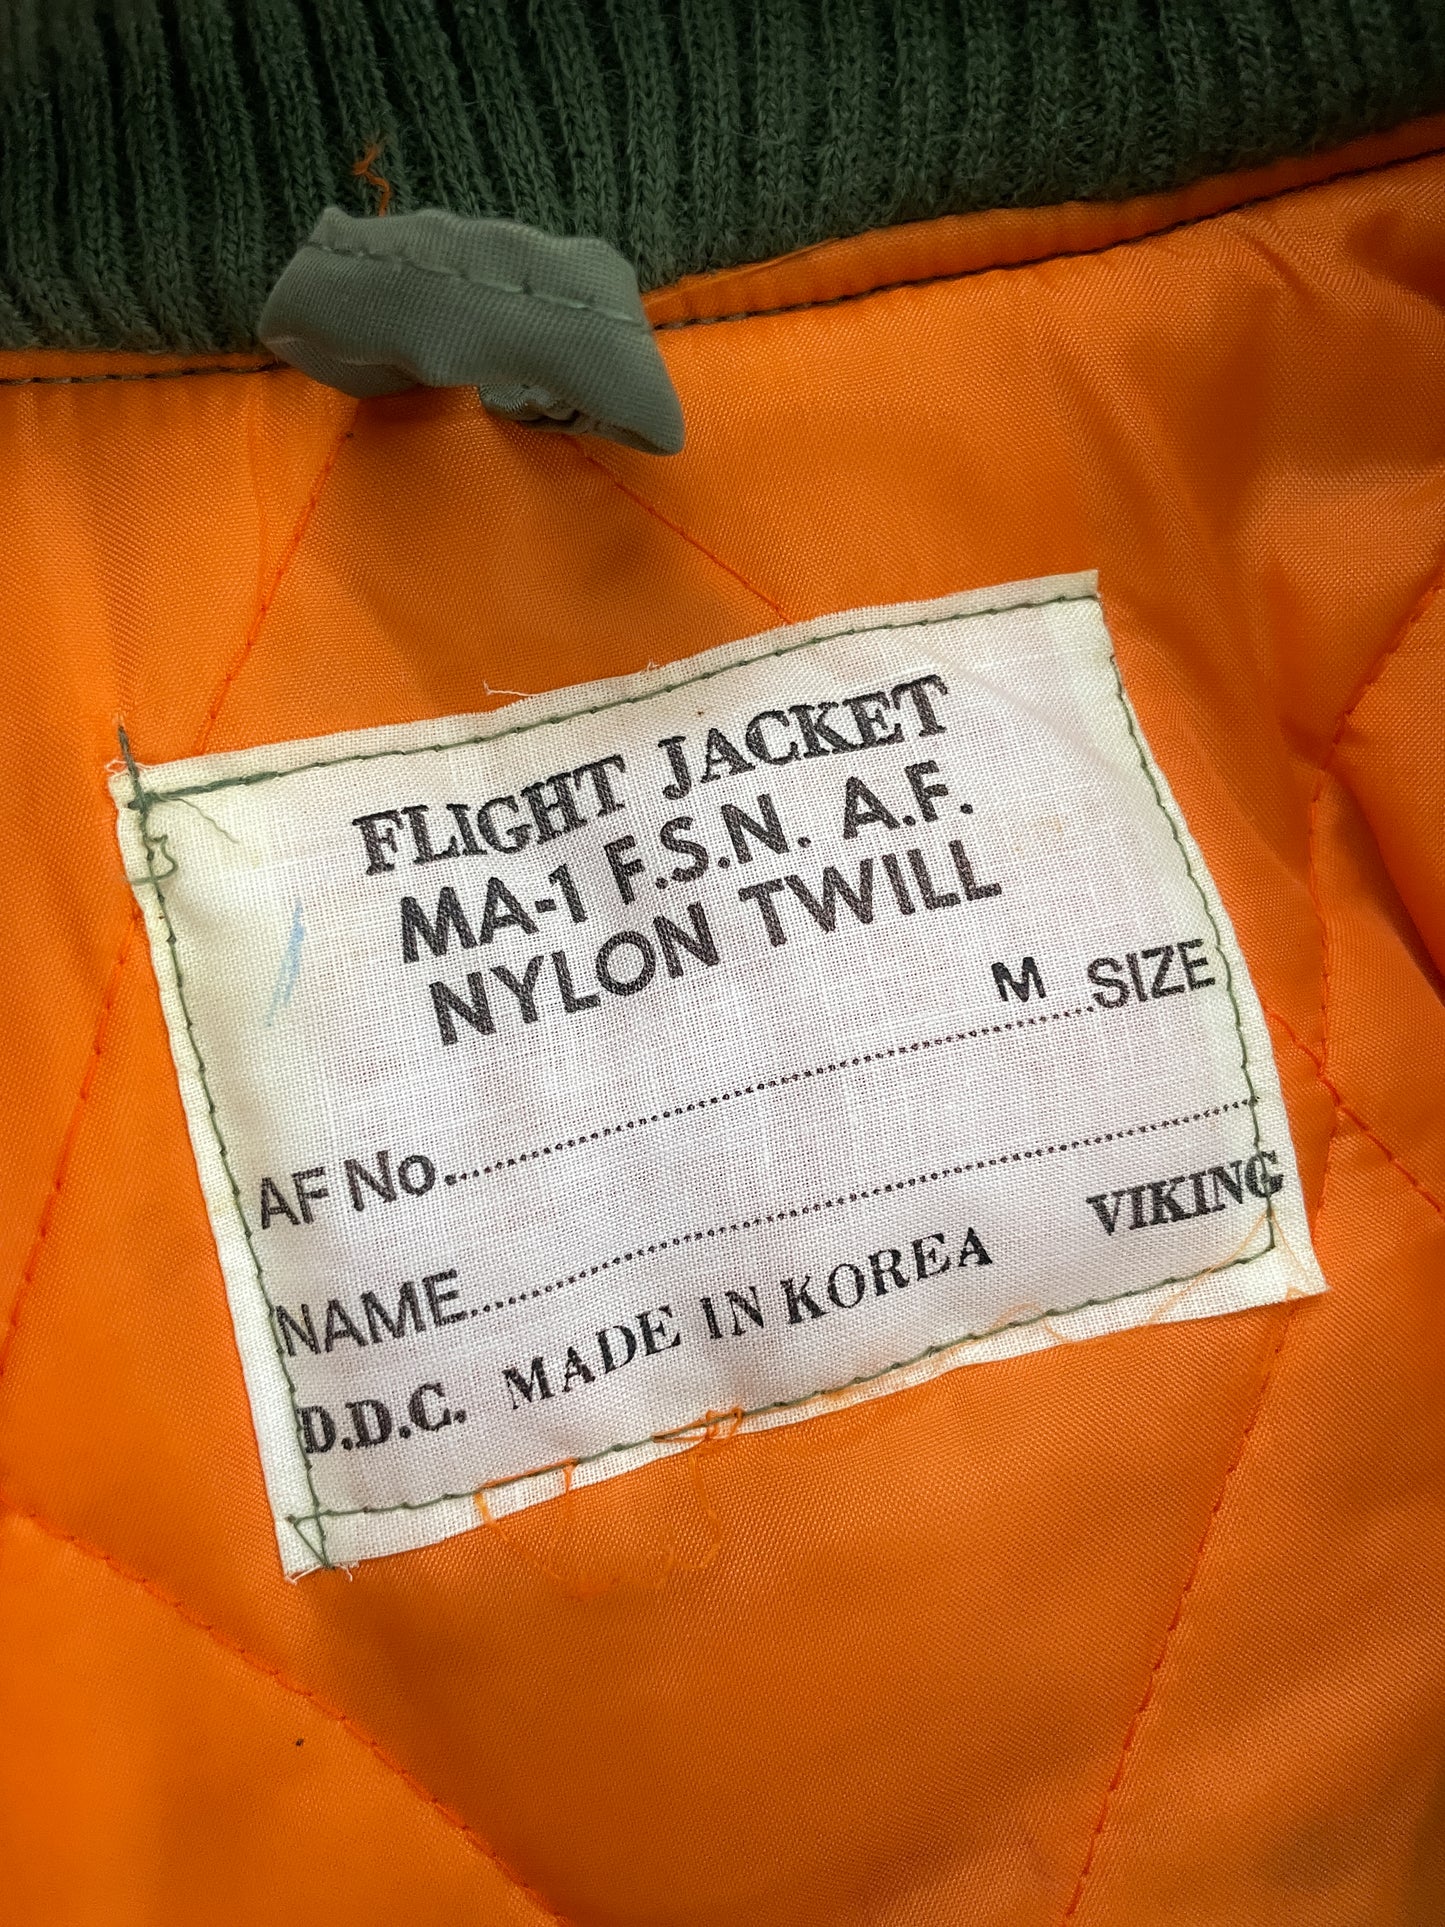 FLIGHT JACKET
MA-1 F.S.N. A.F.
NYLON TWILL
M SIZE
AF No.
NAME
D.D.C. MADE IN KOREA VIKING